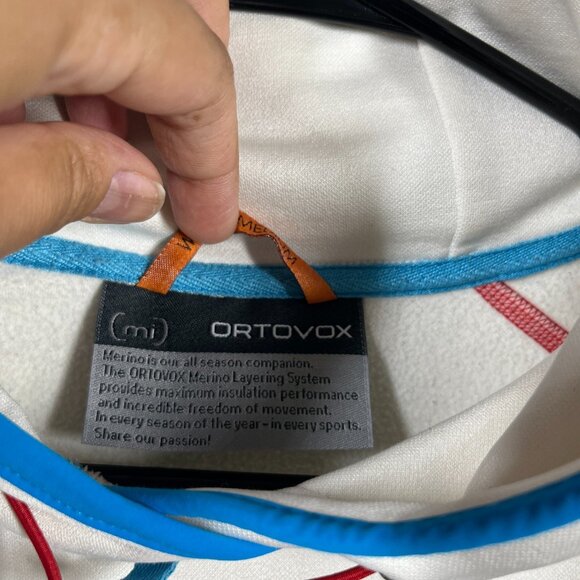 MEDIUM
(mi) ORTOVOX
Merino is our all season companion.
The ORTOVOX Merino Layering System
provides maximum insulation performance
and incredible freedom of movement.
In every season of the year – in every sports.
Share our passion!